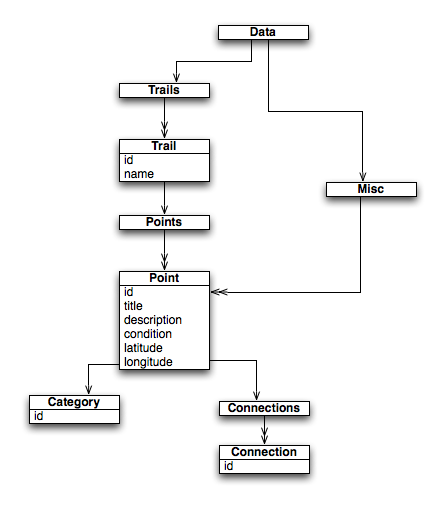 Data
Trails
Trail
id
name
Misc
Points
Point
id
title
description
condition
latitude
longitude
Category
id
Connections
Connection
id